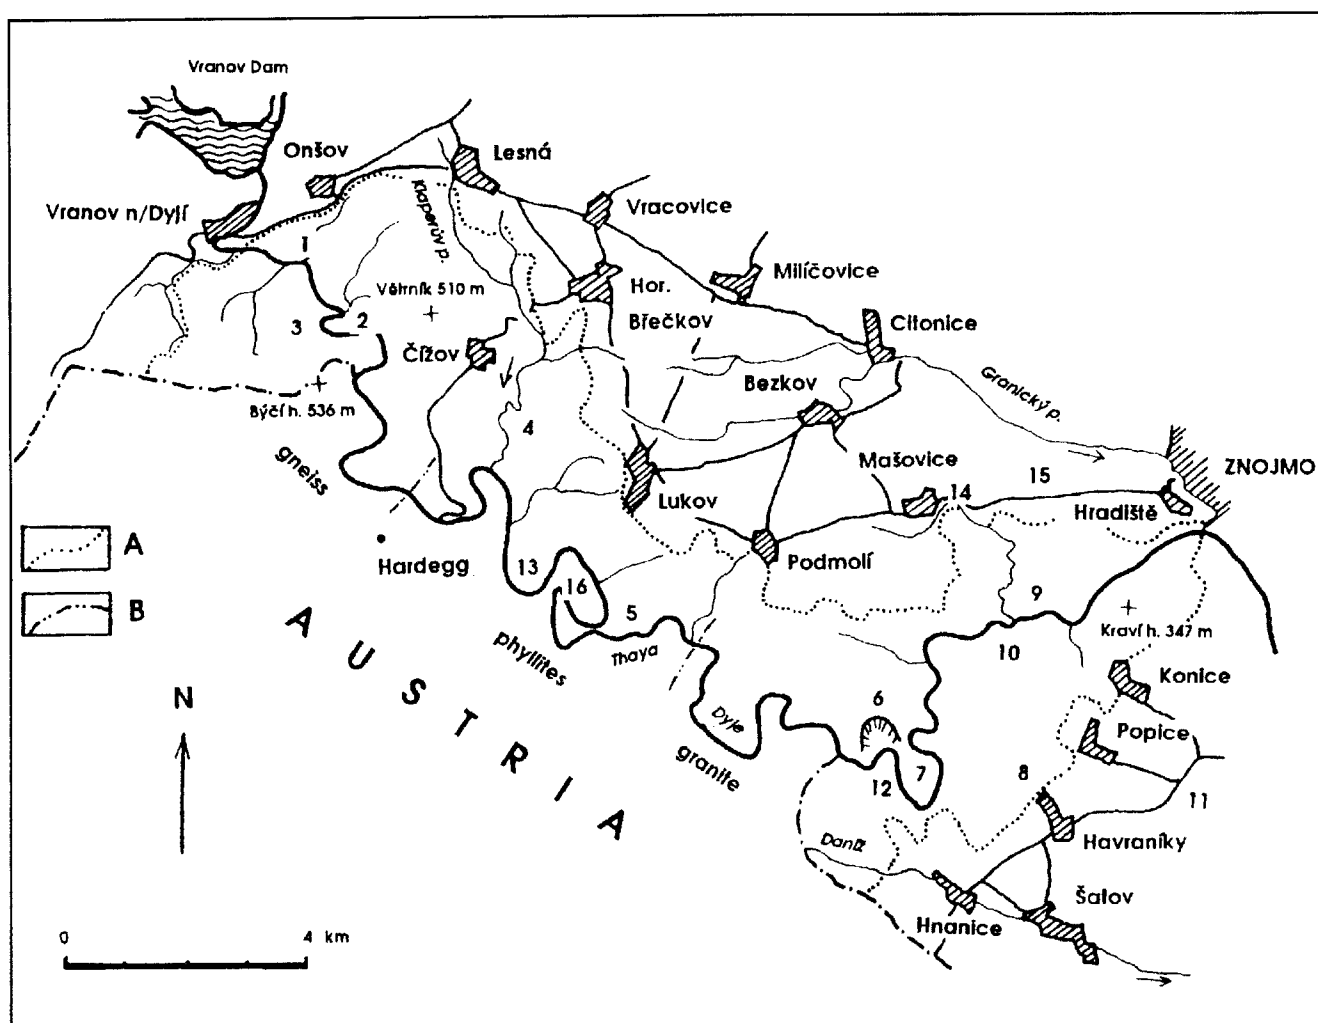 Vranov Dam
Onšov
Lesná
Vranov n/Dyjí
Klaperův p.
Vracovice
1
Milíčovice
Hor.
Břečkov
Větrník 510 m
3
2
Citonice
Čížov
Bezkov
Granický p.
Býčí h. 536 m
4
gneiss
Mašovice
15
ZNOJMO
14
Lukov
Hradiště
A
Hardegg
Podmolí
13
16
9
B
5
Kraví h. 347 m
phyllites
Thaya
10
Konice
AUSTRIA
N
6
Dyje
Popice
granite
7
8
12
11
Havraníky
Daníž
Šatov
Hnanice
0 4 km